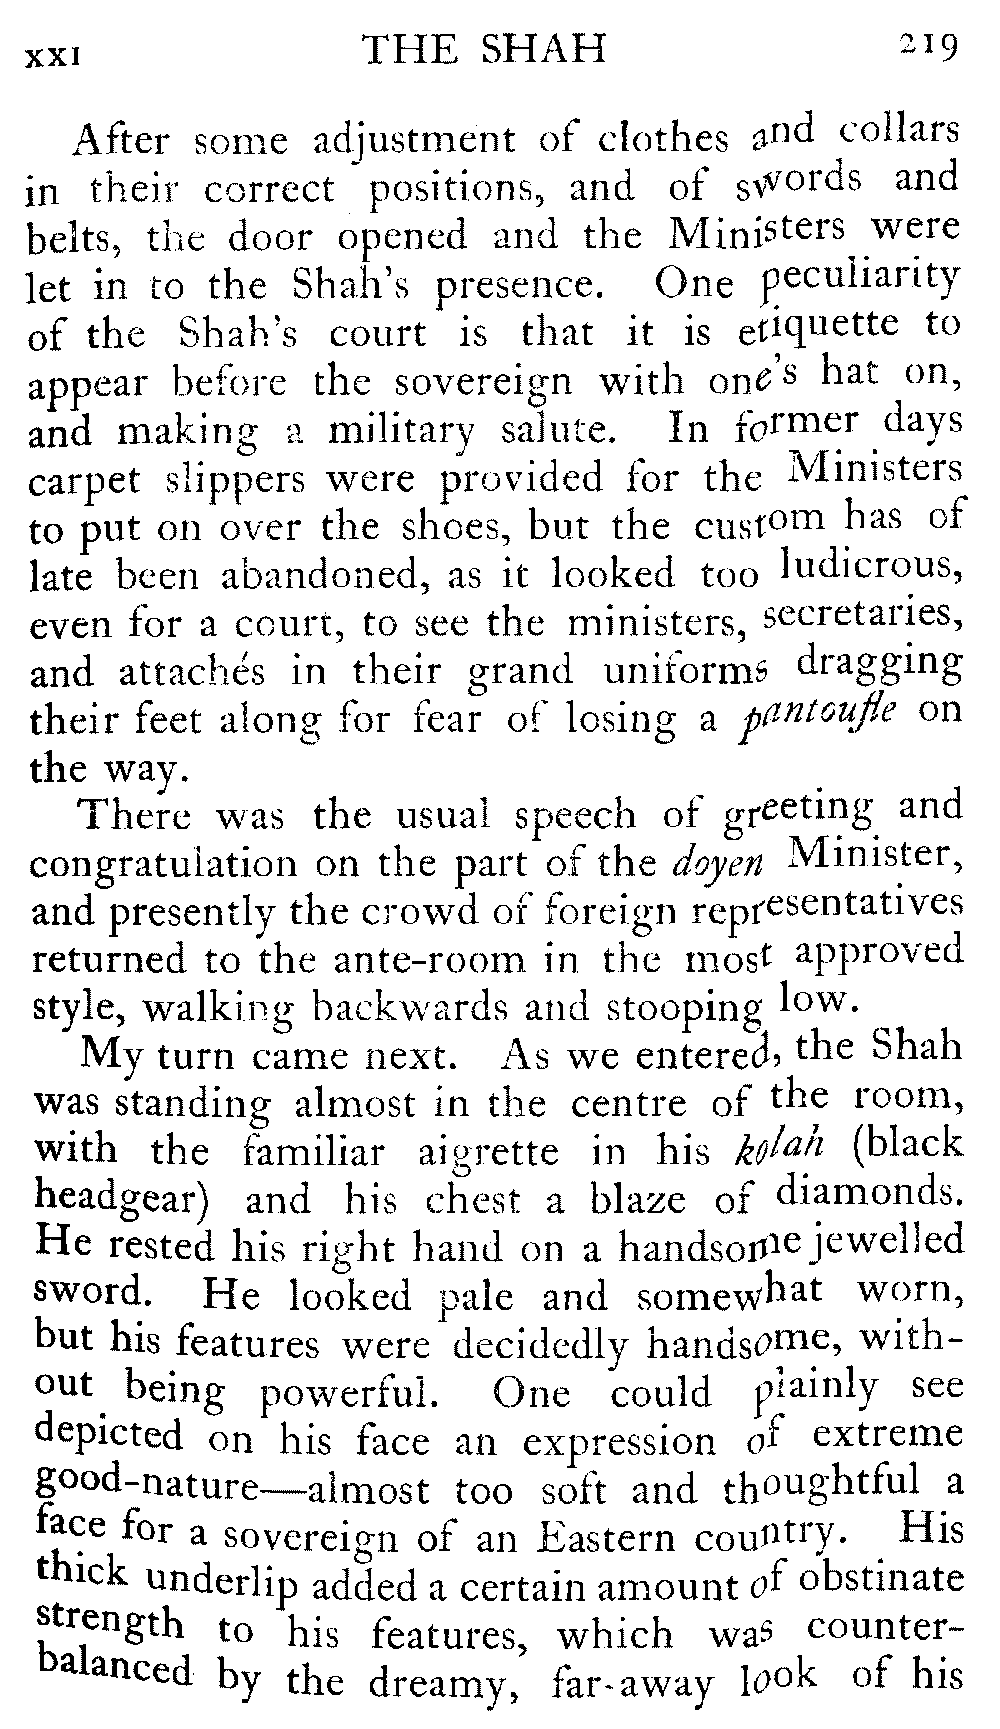 XXI THE SHAH 219
After some adjustment of clothes and collars
in their correct positions, and of swords and
belts, the door opened and the Ministers were
let in to the Shah's presence. One peculiarity
of the Shah's court is that it is etiquette to
appear before the sovereign with one's hat on,
and making a military salute. In former days
carpet slippers were provided for the Ministers
to put on over the shoes, but the custom has of
late been abandoned, as it looked too ludicrous,
even for a court, to see the ministers, secretaries,
and attachés in their grand uniforms dragging
their feet along for fear of losing a pantoufle on
the way.
There was the usual speech of greeting and
congratulation on the part of the doyen Minister,
and presently the crowd of foreign representatives
returned to the ante-room in the most approved
style, walking backwards and stooping low.
My turn came next. As we entered, the Shah
was standing almost in the centre of the room,
with the familiar aigrette in his kolah (black
headgear) and his chest a blaze of diamonds.
He rested his right hand on a handsome jewelled
sword. He looked pale and somewhat worn,
but his features were decidedly handsome, with-
out being powerful. One could plainly see
depicted on his face an expression of extreme
good-nature—almost too soft and thoughtful a
face for a sovereign of an Eastern country. His
thick underlip added a certain amount of obstinate
strength to his features, which was counter-
balanced by the dreamy, far-away look of his